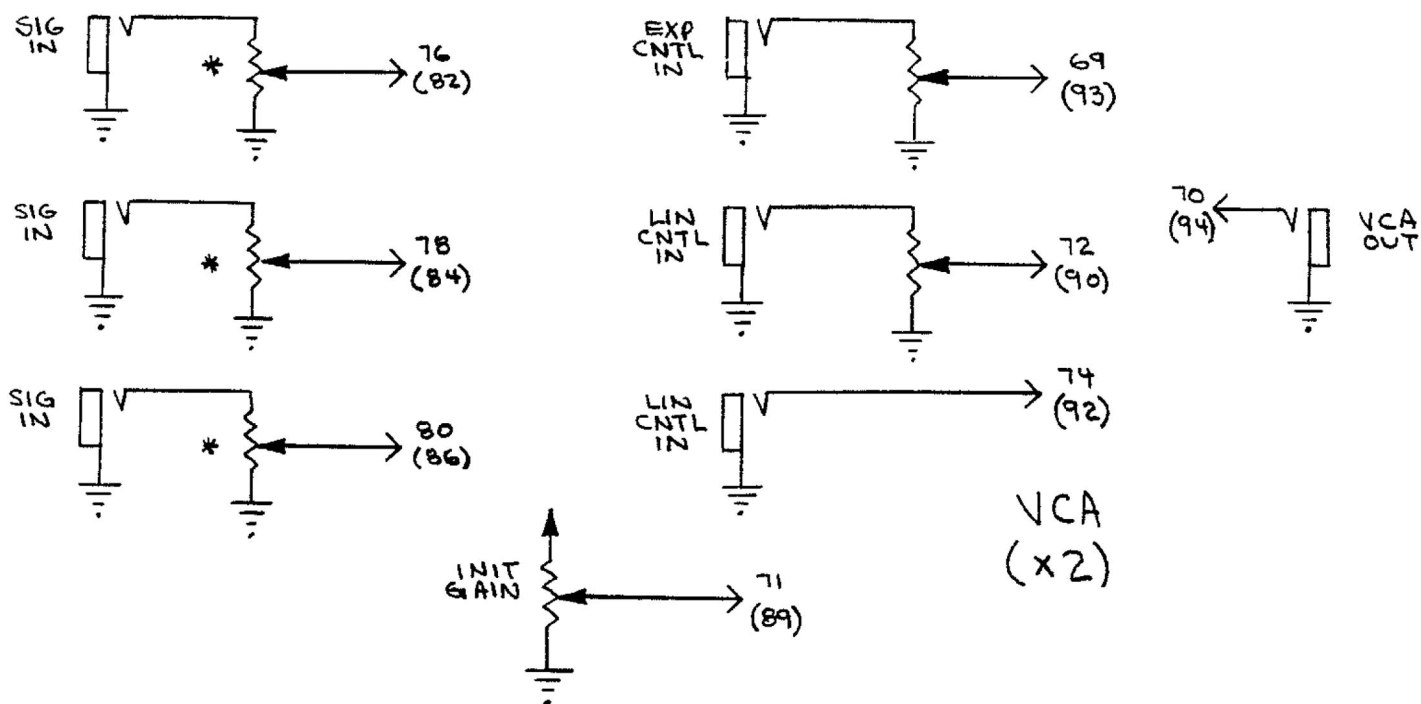 SIG
IN
*
76
(82)
EXP
CNTL
IN
69
(93)
SIG
IN
*
78
(84)
LIN
CNTL
IN
72
(90)
70
(94)
VCA
OUT
SIG
IN
*
80
(86)
LIN
CNTL
IN
74
(92)
INIT
GAIN
71
(89)
VCA
(x2)